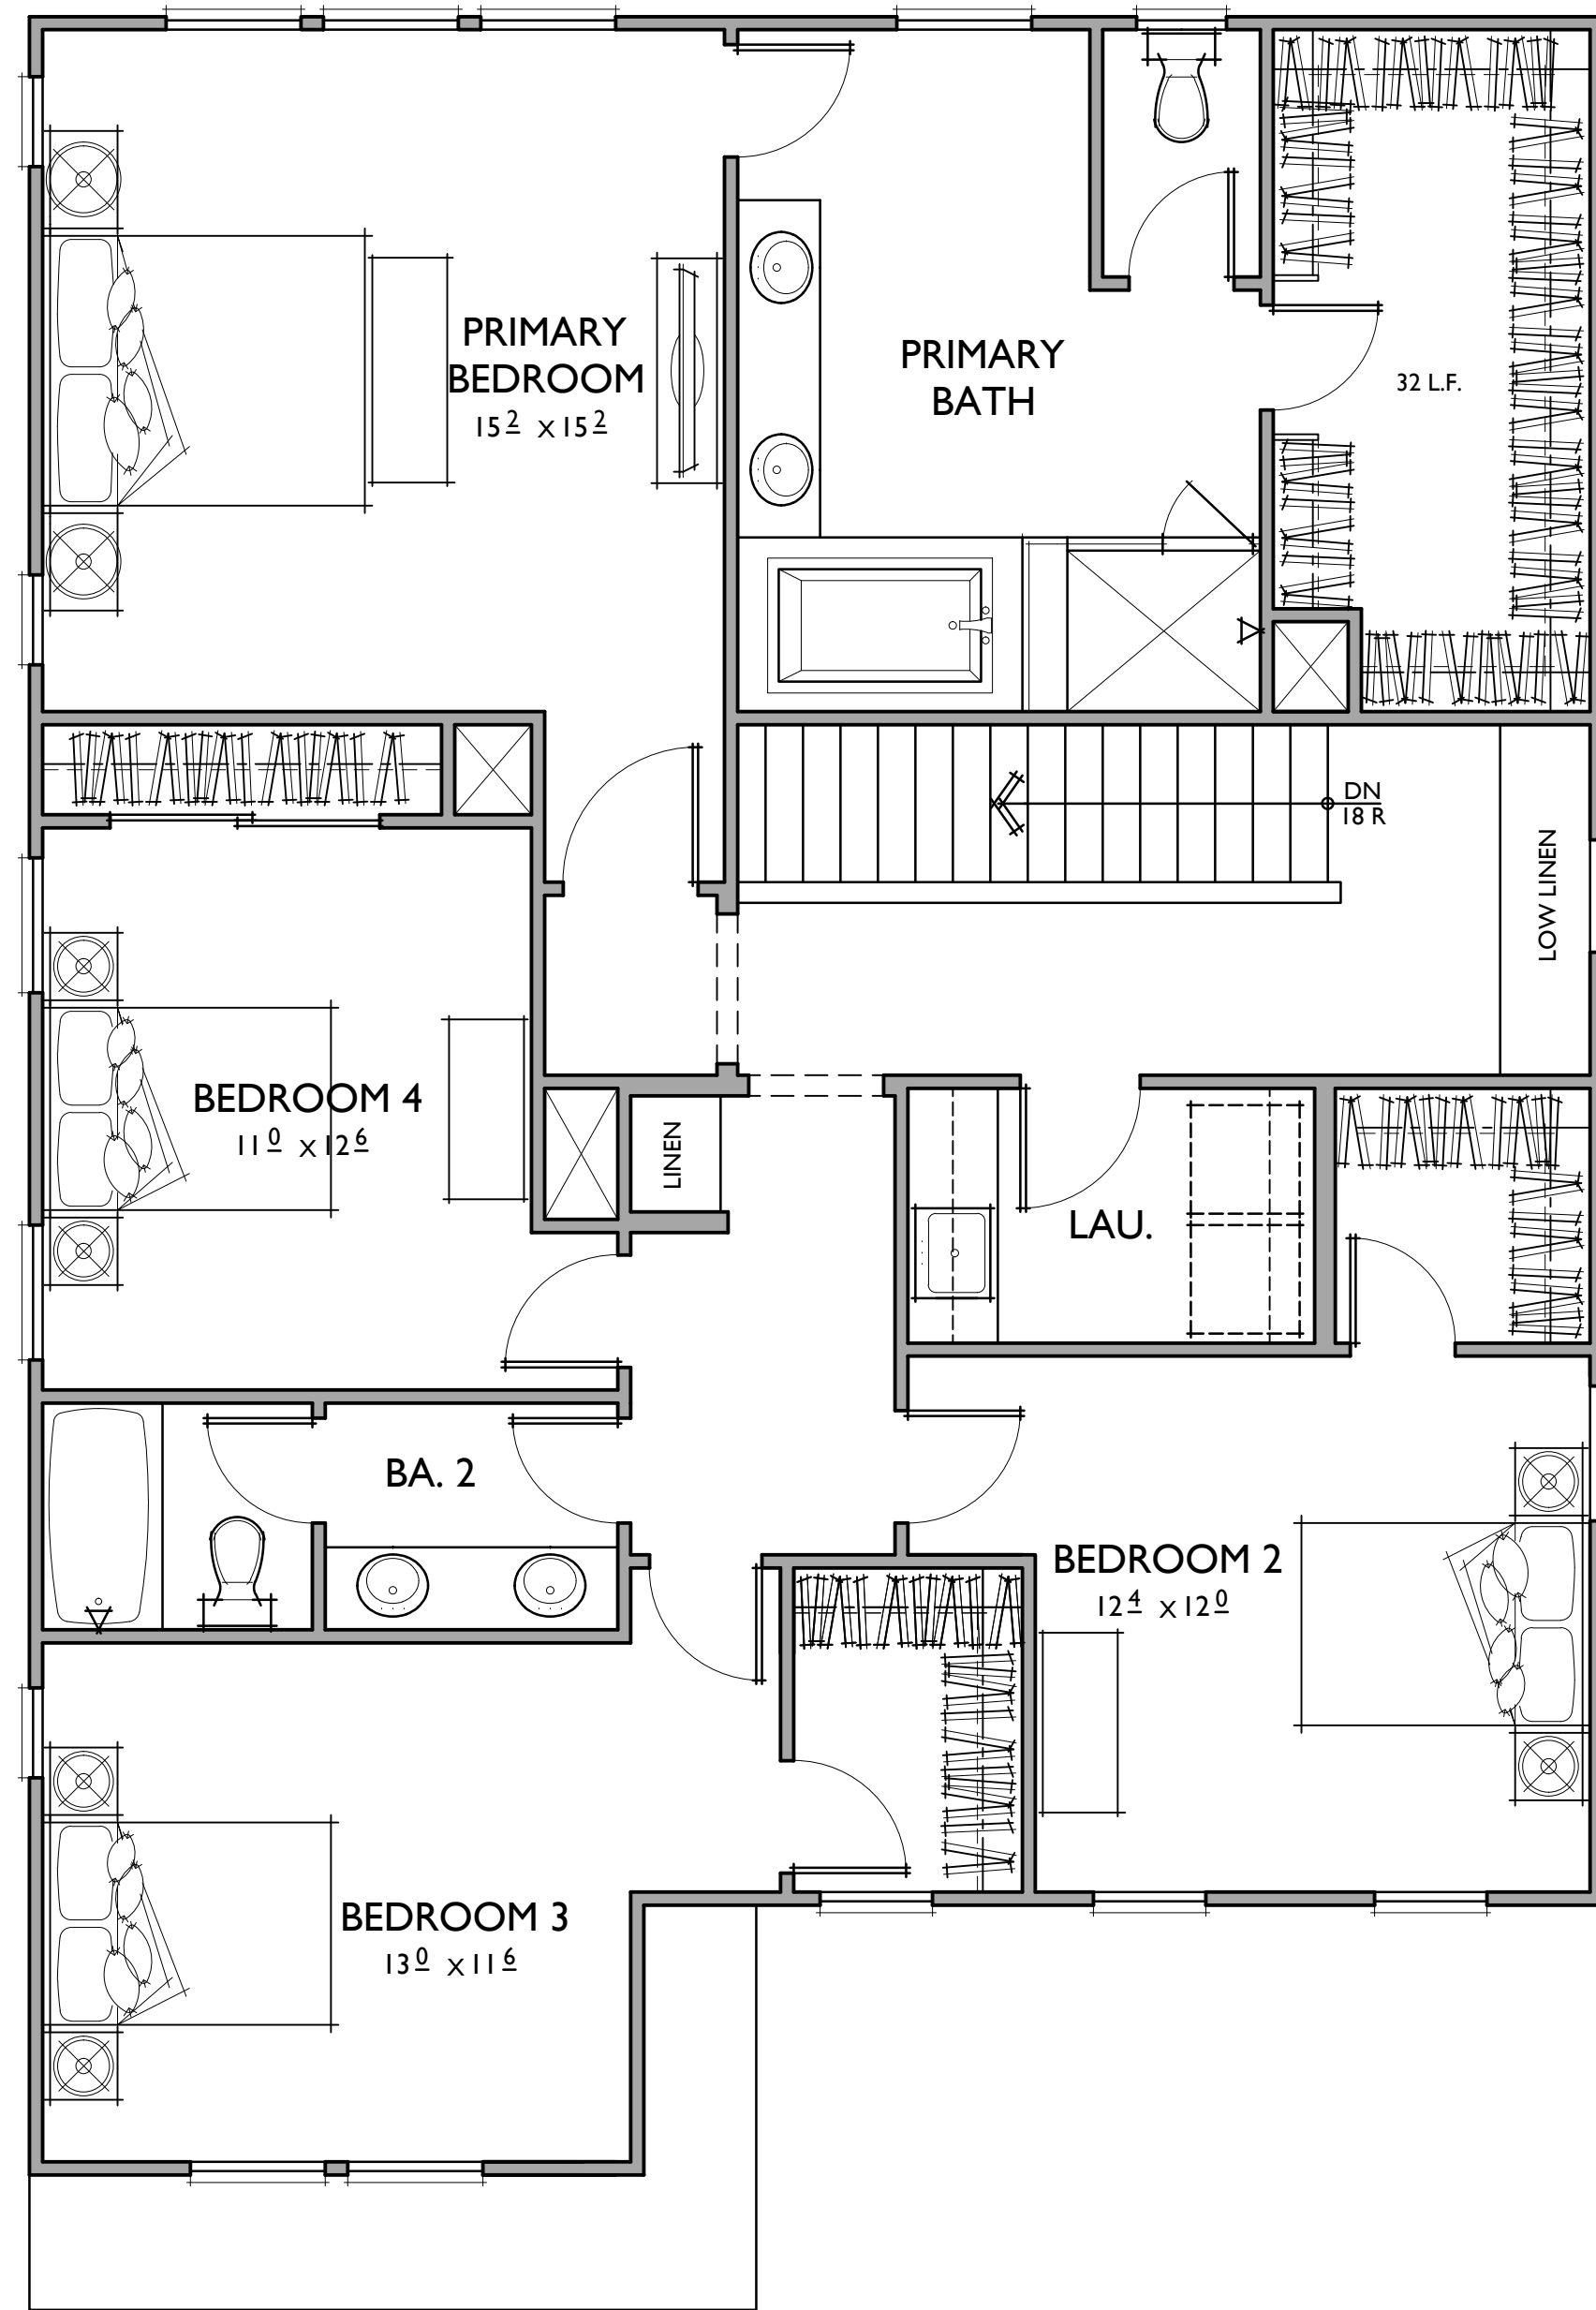 PRIMARY
BEDROOM
15 2 x 15 2
PRIMARY
BATH
32 L.F.
DN
18 R
LOW LINEN
BEDROOM 4
11 0 x 12 6
LINEN
LAU.
BA. 2
BEDROOM 2
12 4 x 12 0
BEDROOM 3
13 0 x 11 6